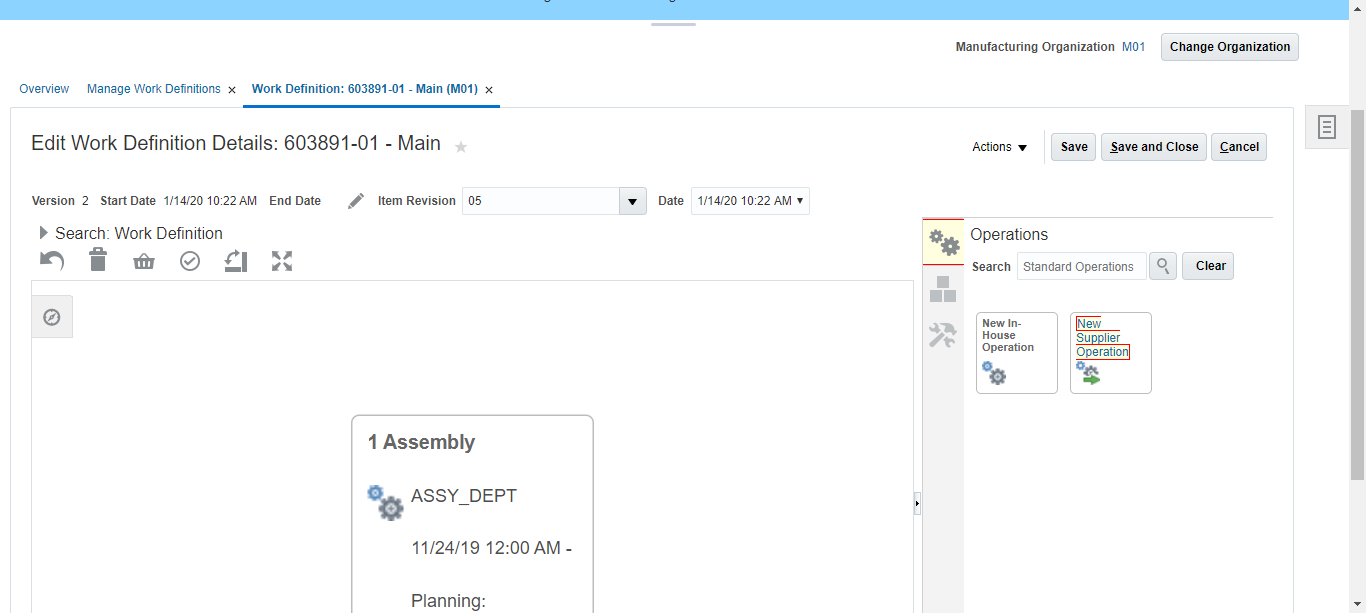 Manufacturing Organization M01 Change Organization
Overview Manage Work Definitions × Work Definition: 603891-01 - Main (M01) ×
Edit Work Definition Details: 603891-01 - Main
Actions Save Save and Close Cancel
Version 2 Start Date 1/14/20 10:22 AM End Date Item Revision 05 Date 1/14/20 10:22 AM
Search: Work Definition
Operations
Search Standard Operations Clear
New In-
House
Operation
New
Supplier
Operation
1 Assembly
ASSY_DEPT
11/24/19 12:00 AM -
Planning: